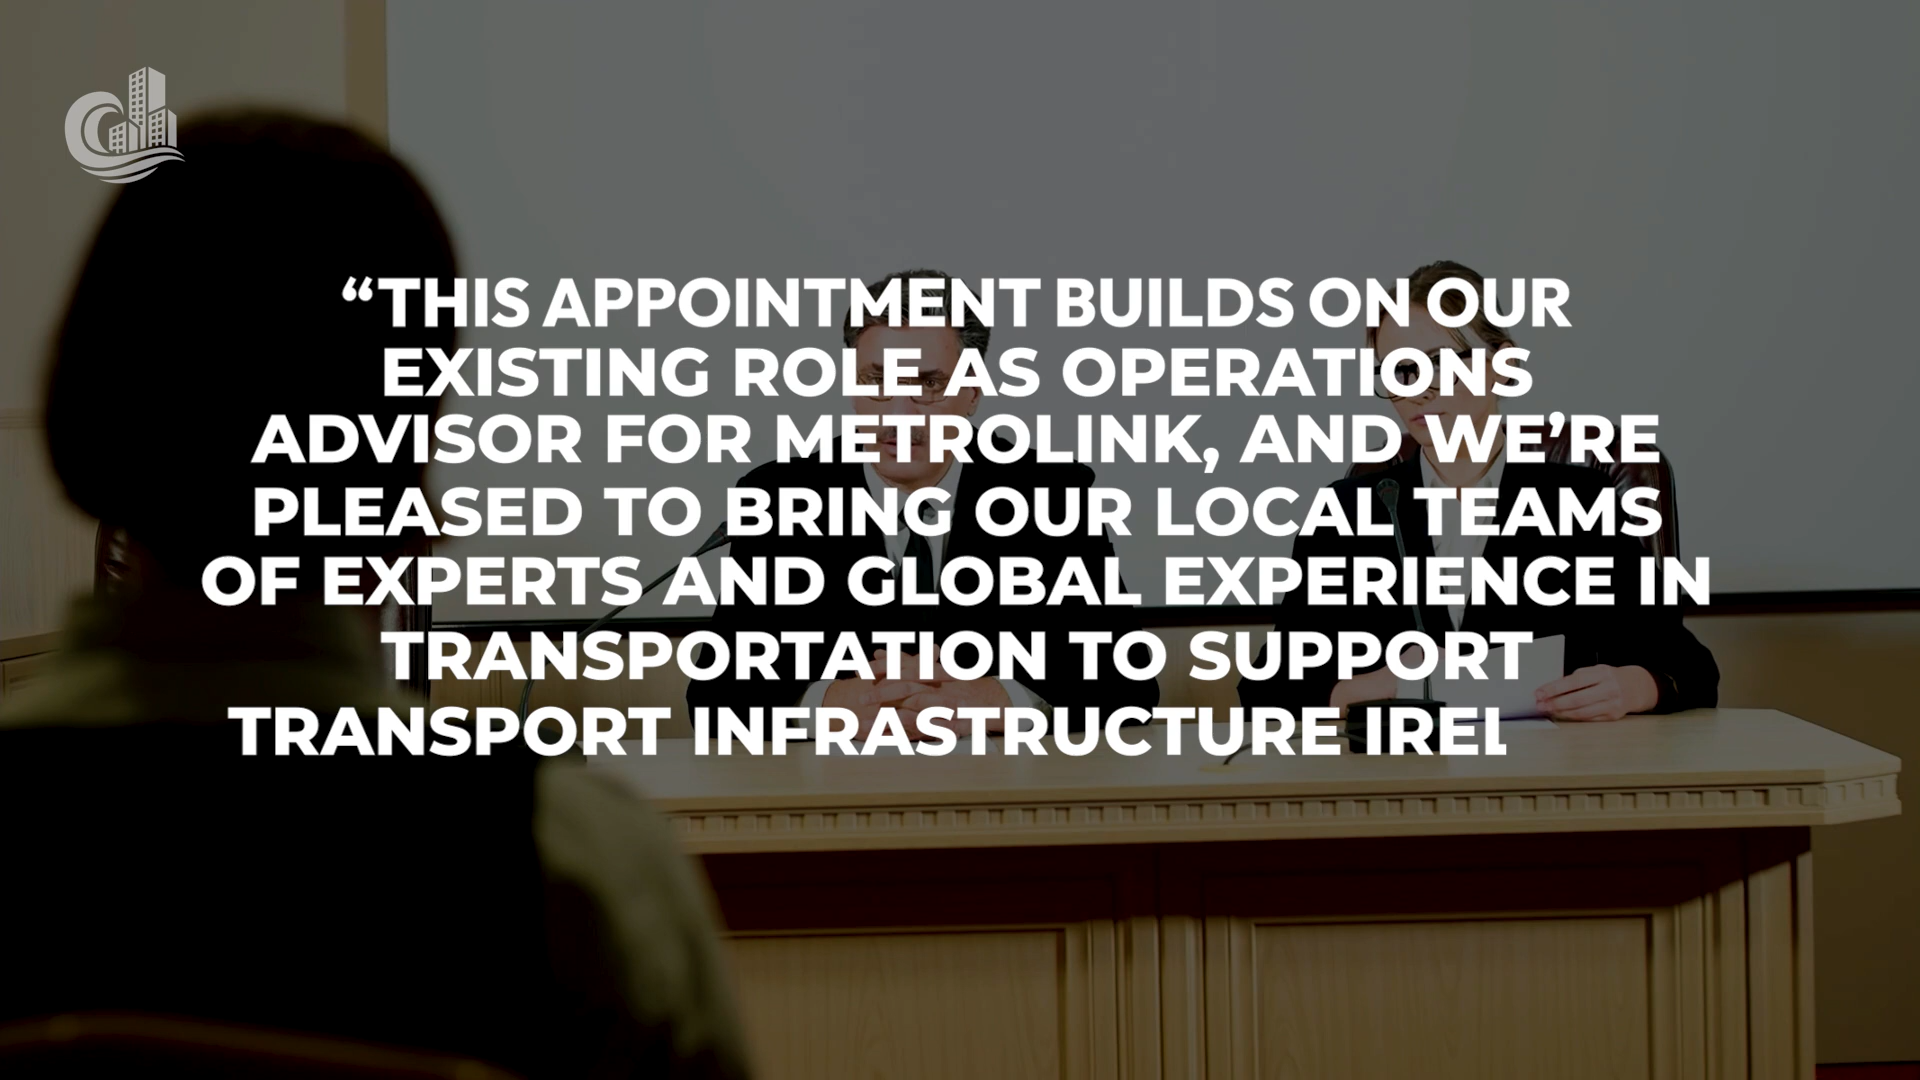 “THIS APPOINTMENT BUILDS ON OUR
EXISTING ROLE AS OPERATIONS
ADVISOR FOR METROLINK, AND WE’RE
PLEASED TO BRING OUR LOCAL TEAMS
OF EXPERTS AND GLOBAL EXPERIENCE IN
TRANSPORTATION TO SUPPORT
TRANSPORT INFRASTRUCTURE IREL